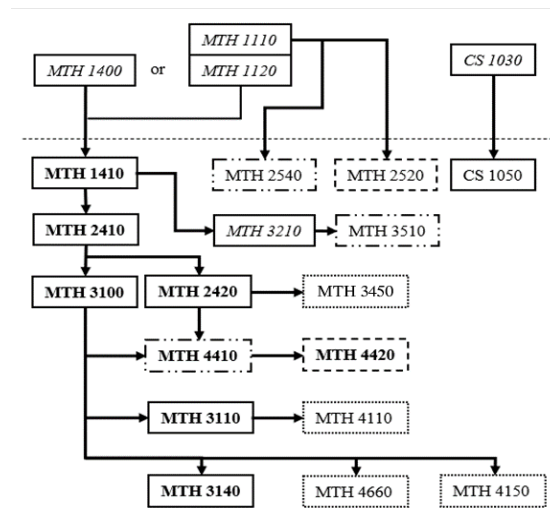 MTH 1110
MTH 1400 or MTH 1120
CS 1030
MTH 1410
MTH 2540
MTH 2520
CS 1050
MTH 2410
MTH 3210
MTH 3510
MTH 3100
MTH 2420
MTH 3450
MTH 4410
MTH 4420
MTH 3110
MTH 4110
MTH 3140
MTH 4660
MTH 4150